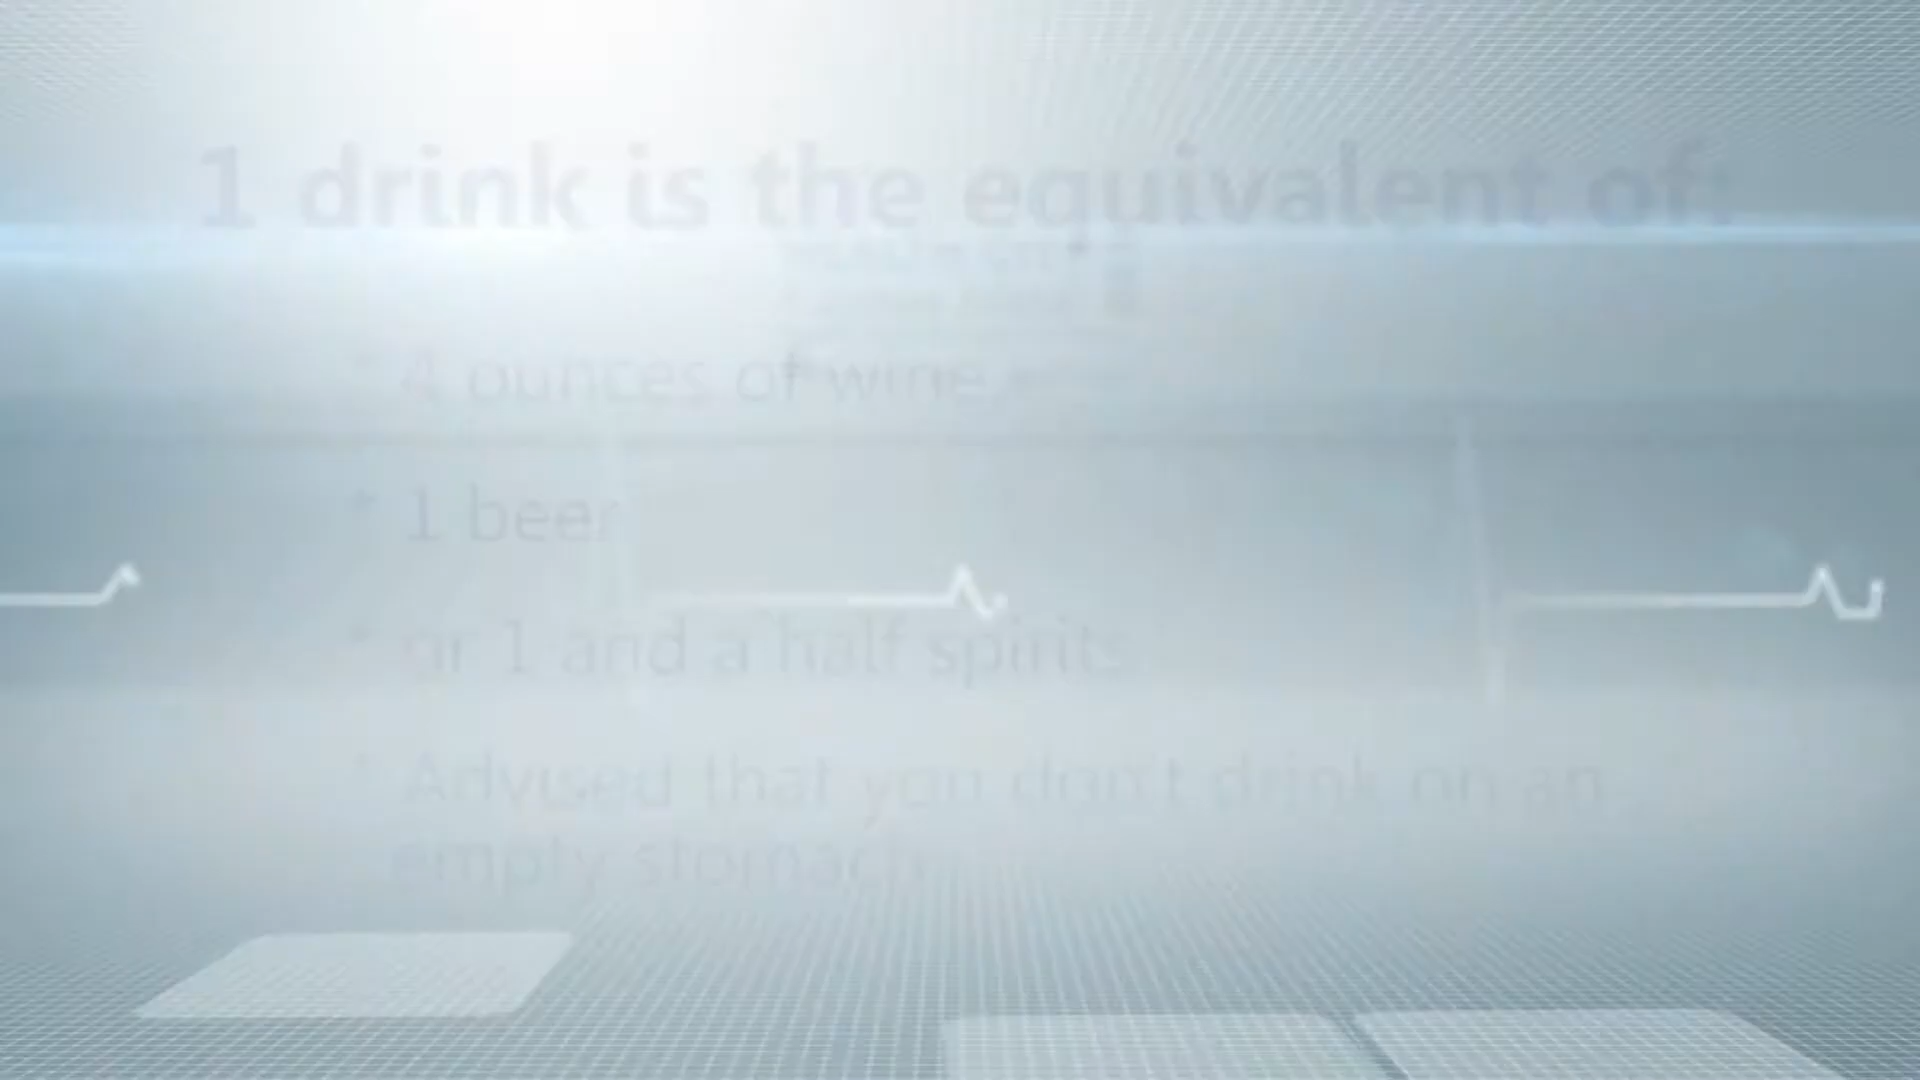 1 drink is the equivalent of:
* 4 ounces of wine
* 1 beer
* or 1 and a half spirits
* Advised that you don't drink on an
empty stomach